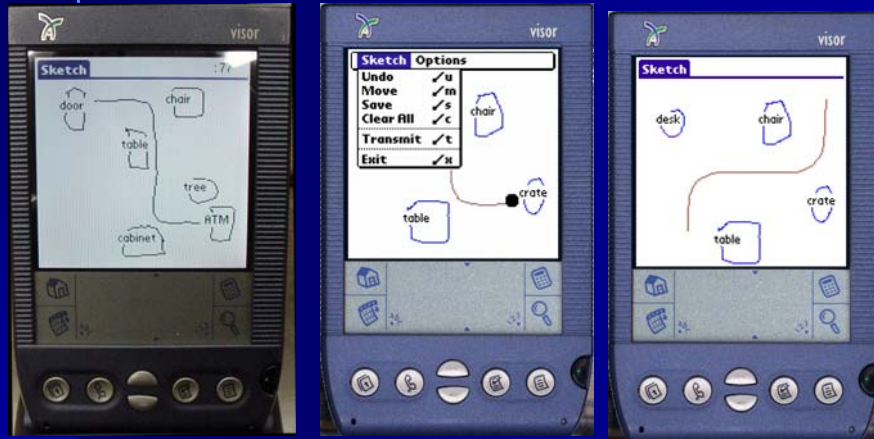 visor
Sketch
:77
door
chair
table
tree
ATM
cabinet
visor
Sketch Options
Undo /u
Move /m
Save /s
Clear All /c
Transmit /t
Exit /x
chair
crate
table
visor
Sketch
desk
chair
crate
table